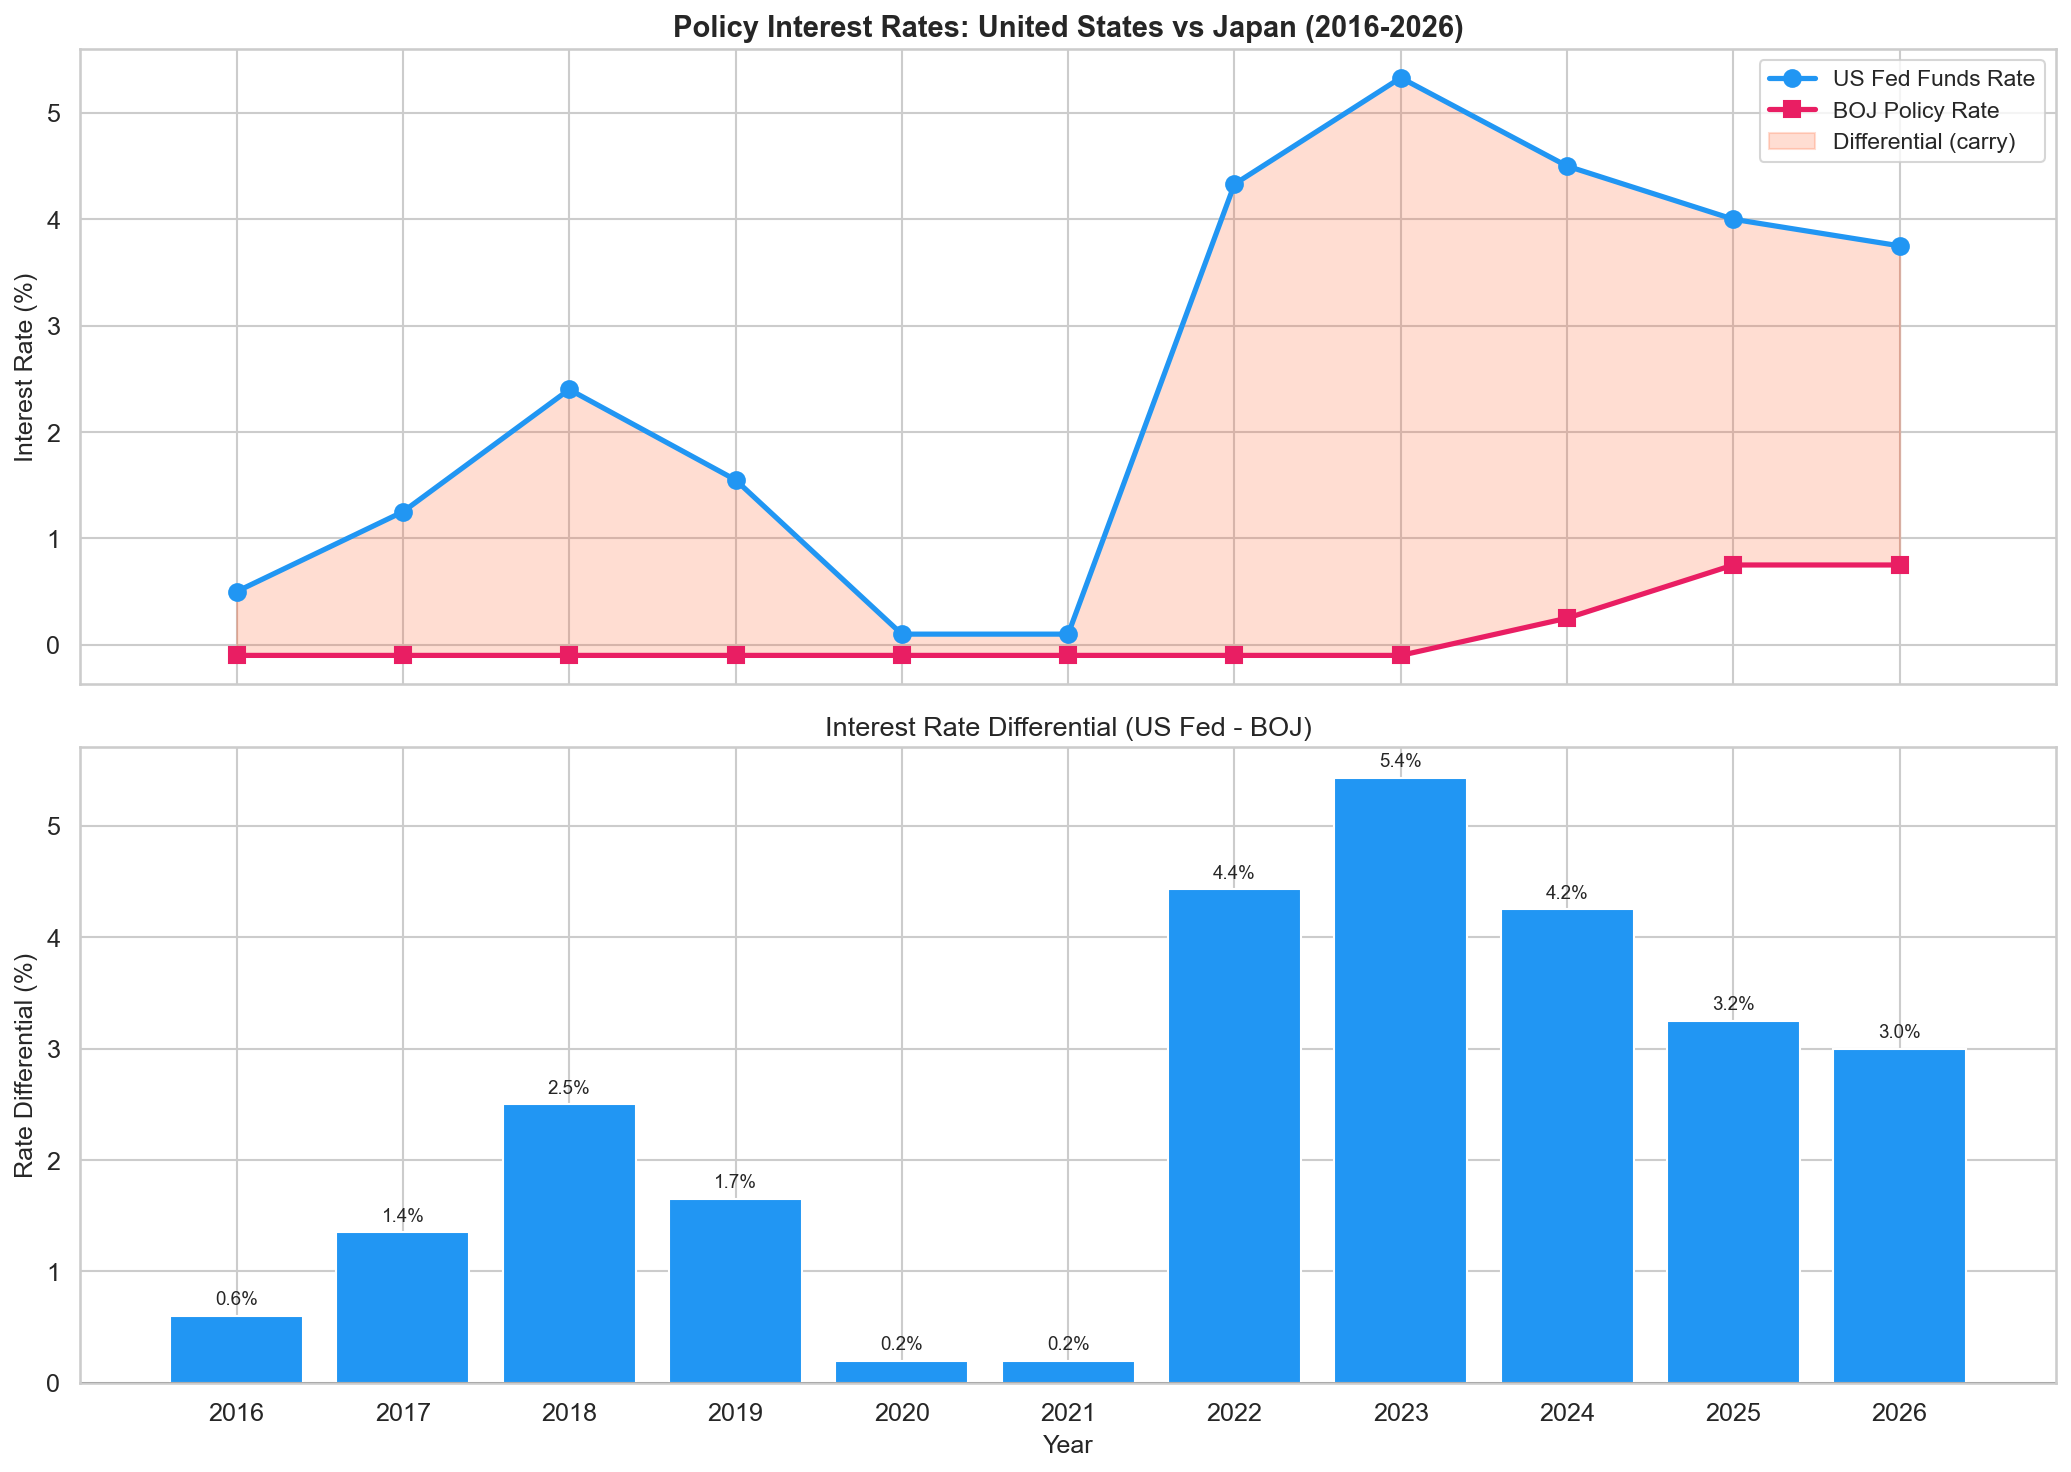 Policy Interest Rates: United States vs Japan (2016-2026)
US Fed Funds Rate
BOJ Policy Rate
Differential (carry)
Interest Rate (%)
5
4
3
2
1
0
Interest Rate Differential (US Fed - BOJ)
Rate Differential (%)
5
4
3
2
1
0
0.6%
1.4%
2.5%
1.7%
0.2%
0.2%
4.4%
5.4%
4.2%
3.2%
3.0%
2016 2017 2018 2019 2020 2021 2022 2023 2024 2025 2026
Year